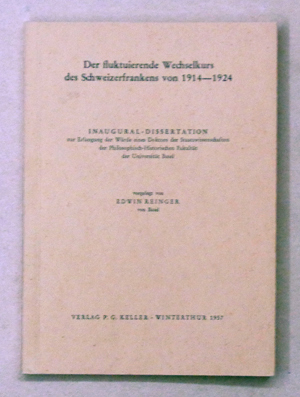 Der fluktuierende Wechselkurs
des Schweizerfrankens von 1914—1924
INAUGURAL-DISSERTATION
zur Erlangung der Würde eines Doktors der Staatswissenschaften
der Philosophisch-Historischen Fakultät
der Universität Basel
vorgelegt von
EDWIN REINGER
von Basel
VERLAG P. G. KELLER - WINTERTHUR 1957